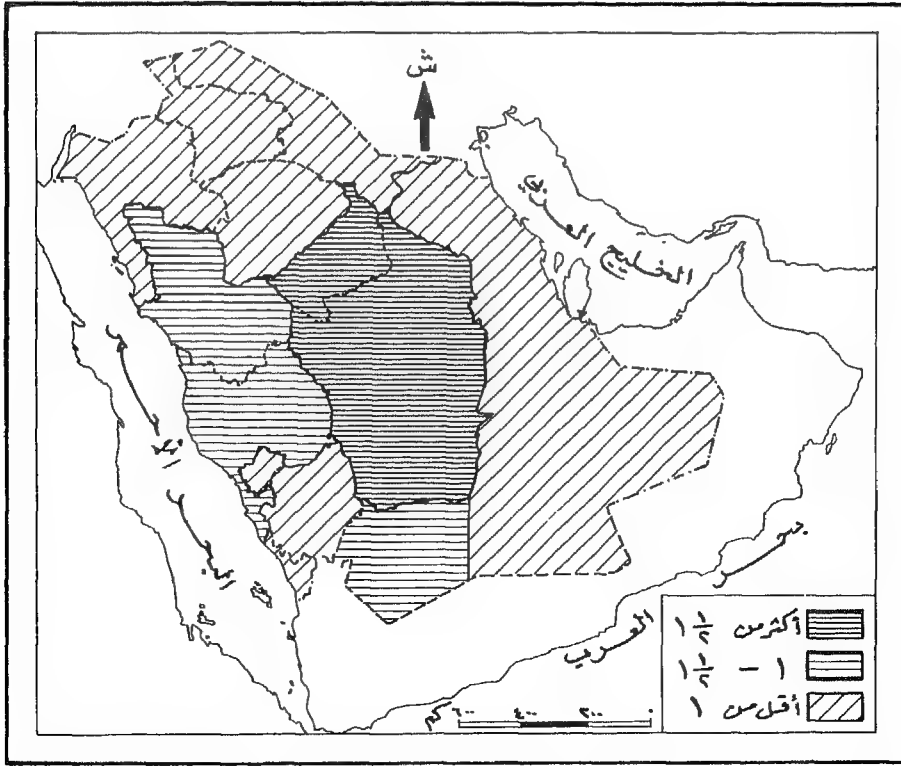 ش
الخليج العربي
البحر الأحمر
بحر العرب
أكثر من ١ ١/٢
١ - ١ ١/٢
أقل من ١
٠ ٢٠٠ ٤٠٠ ٦٠٠ كم